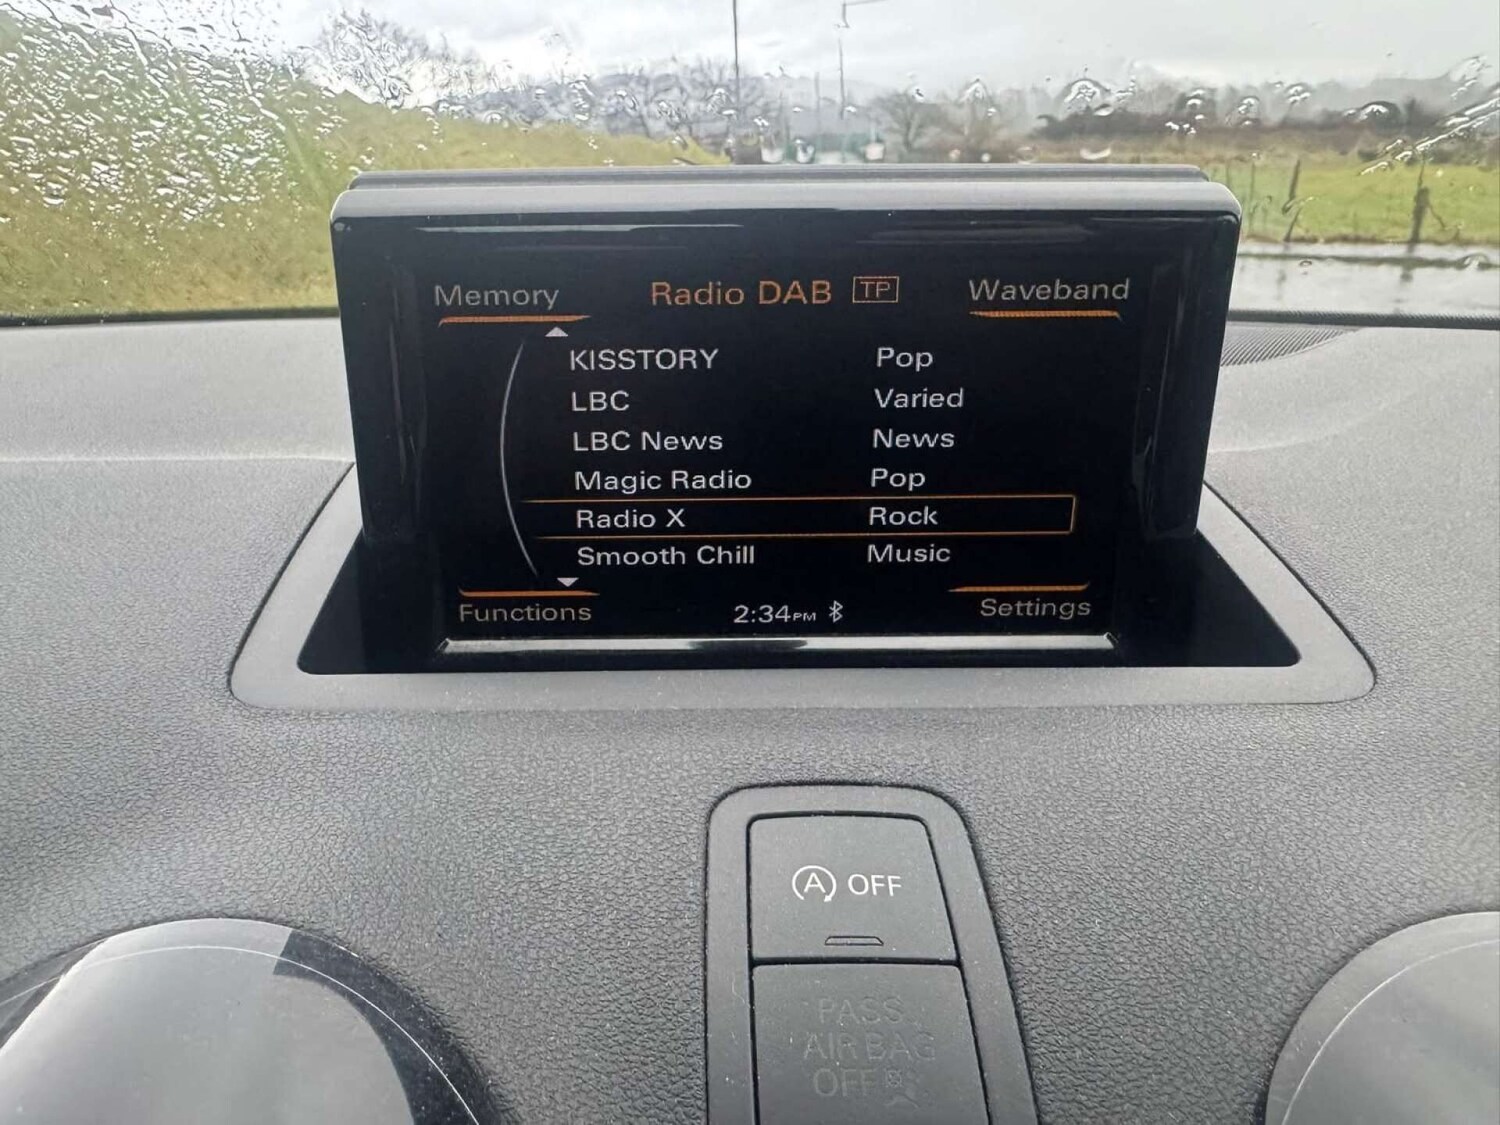 Memory Radio DAB TP Waveband
KISSTORY Pop
LBC Varied
LBC News News
Magic Radio Pop
Radio X Rock
Smooth Chill Music
Functions 2:34PM Settings
A OFF
PASS
AIR BAG
OFF